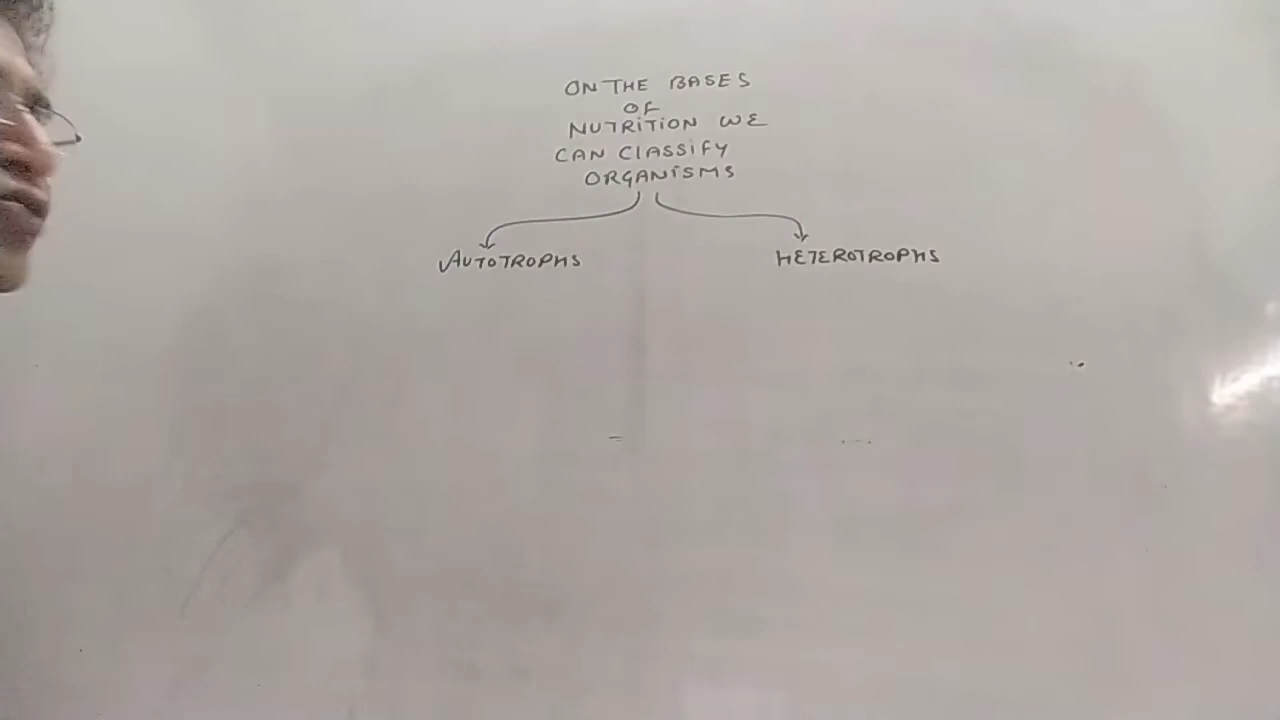 ON THE BASES
OF
NUTRITION WE
CAN CLASSIFY
ORGANISMS
AUTOTROPHS HETEROTROPHS